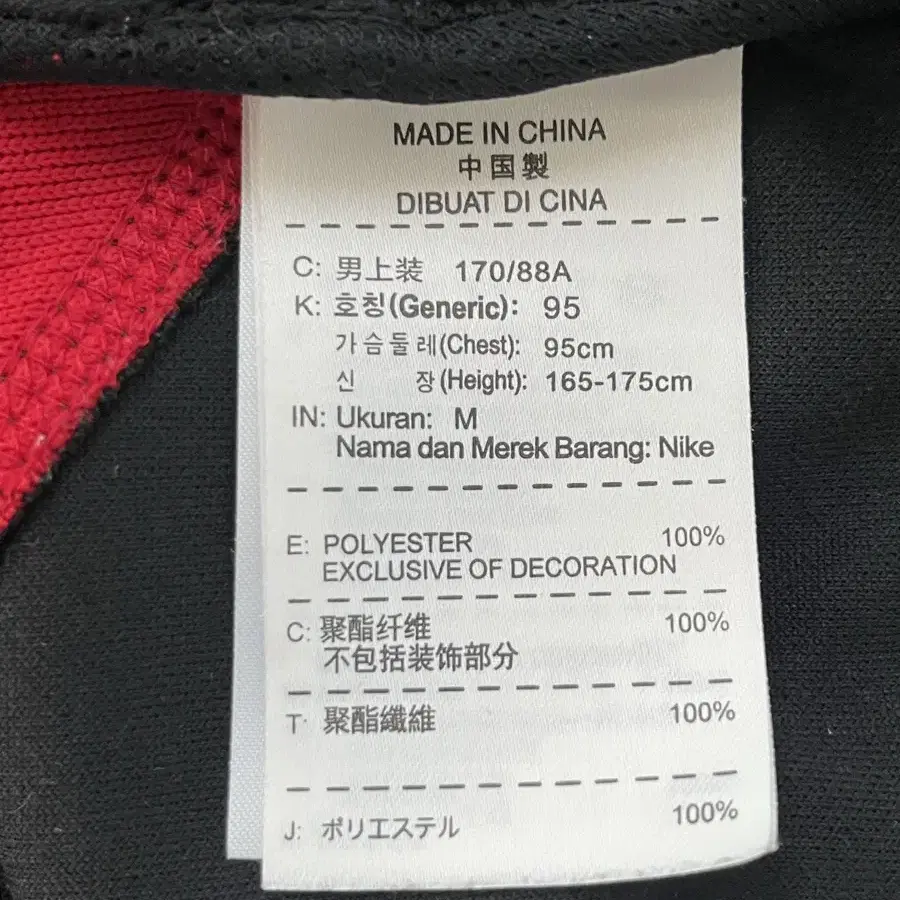 MADE IN CHINA
中国製
DIBUAT DI CINA
C: 男上装 170/88A
K: 호칭(Generic): 95
가슴둘레(Chest): 95cm
신 장(Height): 165-175cm
IN: Ukuran: M
Nama dan Merek Barang: Nike
E: POLYESTER 100%
EXCLUSIVE OF DECORATION
C: 聚酯纤维 100%
不包括装饰部分
T: 聚酯纖維 100%
J: ポリエステル 100%